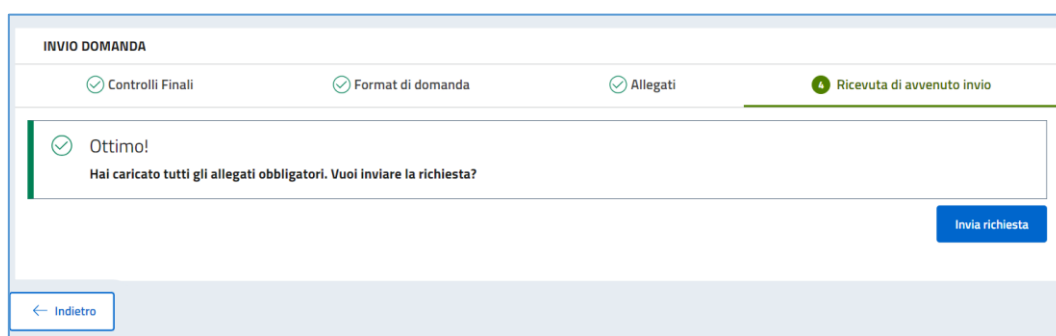 INVIO DOMANDA
Controlli Finali
Format di domanda
Allegati
4 Ricevuta di avvenuto invio
Ottimo!
Hai caricato tutti gli allegati obbligatori. Vuoi inviare la richiesta?
Invia richiesta
← Indietro